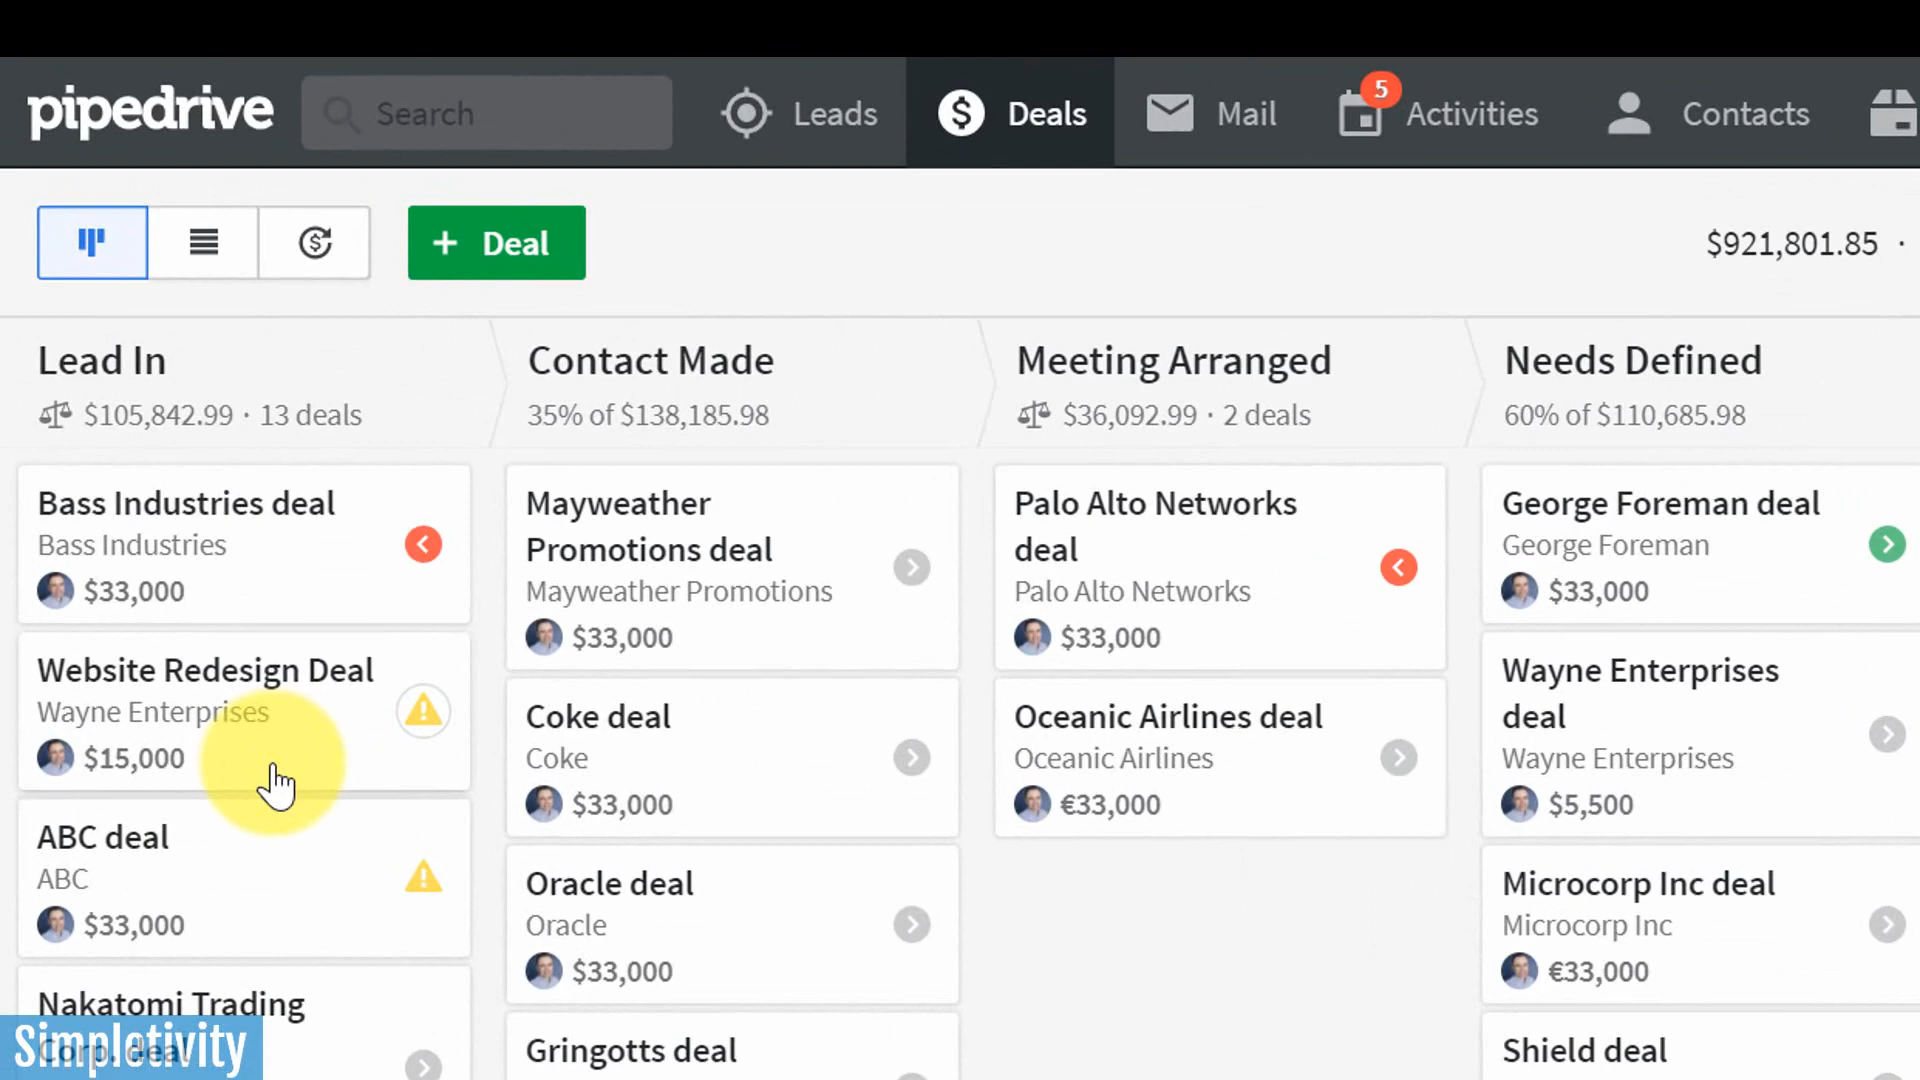 pipedrive
Search
Leads
Deals
Mail
5
Activities
Contacts
+ Deal
$921,801.85 ·
Lead In
$105,842.99 · 13 deals
Contact Made
35% of $138,185.98
Meeting Arranged
$36,092.99 · 2 deals
Needs Defined
60% of $110,685.98
Bass Industries deal
Bass Industries
$33,000
Website Redesign Deal
Wayne Enterprises
$15,000
ABC deal
ABC
$33,000
Nakatomi Trading
Corp. deal
Mayweather
Promotions deal
Mayweather Promotions
$33,000
Coke deal
Coke
$33,000
Oracle deal
Oracle
$33,000
Gringotts deal
Palo Alto Networks
deal
Palo Alto Networks
$33,000
Oceanic Airlines deal
Oceanic Airlines
€33,000
George Foreman deal
George Foreman
$33,000
Wayne Enterprises
deal
Wayne Enterprises
$5,500
Microcorp Inc deal
Microcorp Inc
€33,000
Shield deal
Simpletivity